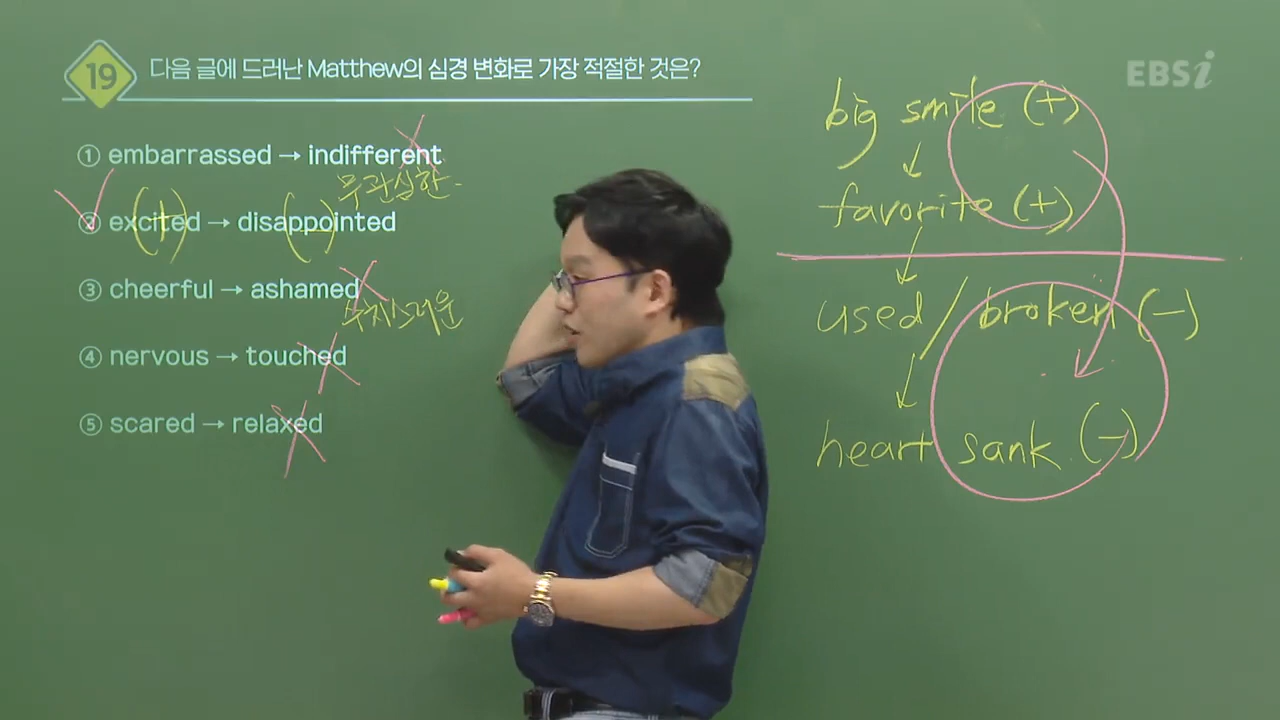 19 다음 글에 드러난 Matthew의 심경 변화로 가장 적절한 것은?
① embarrassed → indifferent
무관심한
② excited → disappointed
(+) (-)
③ cheerful → ashamed
수치스러운
④ nervous → touched
⑤ scared → relaxed
EBSi
big smile (+)
↓
favorite (+)
↓
used / broken (-)
↓
heart sank (-)